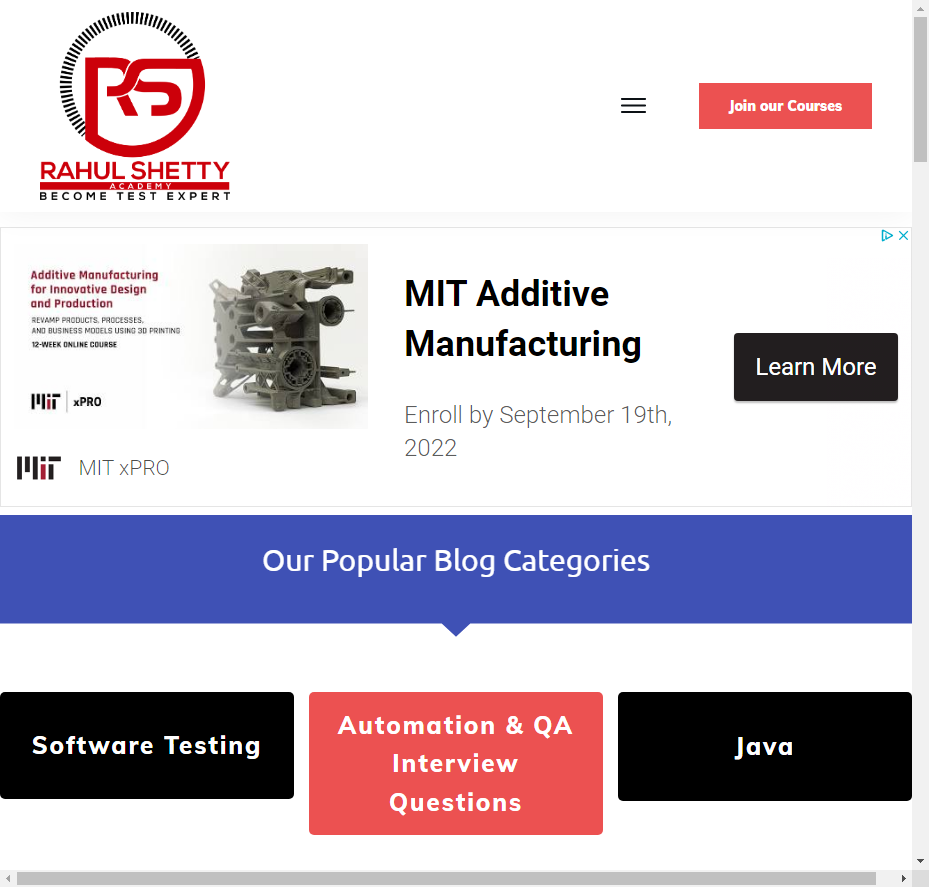 RS
RAHUL SHETTY
ACADEMY
BECOME TEST EXPERT
Join our Courses
Additive Manufacturing
for Innovative Design
and Production
REVAMP PRODUCTS, PROCESSES,
AND BUSINESS MODELS USING 3D PRINTING
12-WEEK ONLINE COURSE
MIT xPRO
MIT Additive
Manufacturing
Enroll by September 19th,
2022
Learn More
MIT MIT xPRO
Our Popular Blog Categories
Software Testing
Automation & QA
Interview
Questions
Java